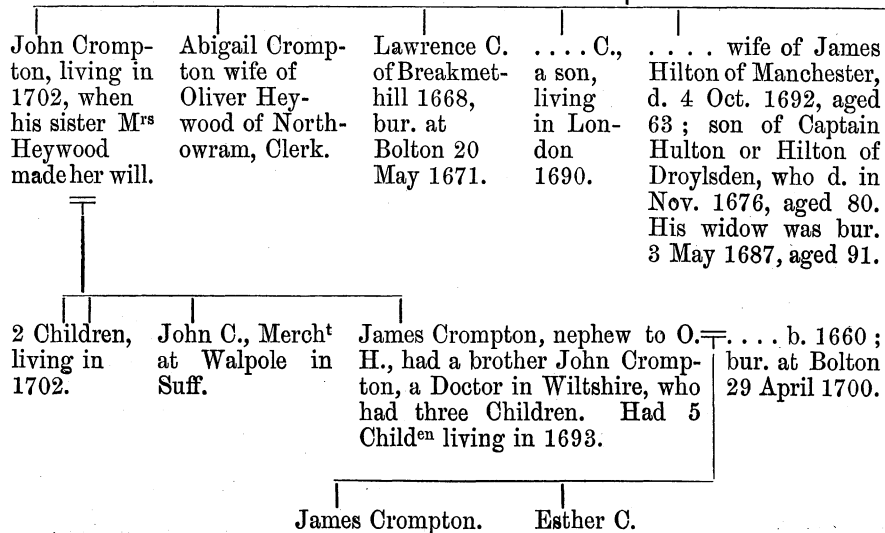 John Cromp-
ton, living in
1702, when
his sister Mrs
Heywood
made her will.
Abigail Cromp-
ton wife of
Oliver Hey-
wood of North-
owram, Clerk.
Lawrence C.
of Breakmet-
hill 1668,
bur. at
Bolton 20
May 1671.
. . . . C.,
a son,
living
in Lon-
don
1690.
. . . . wife of James
Hilton of Manchester,
d. 4 Oct. 1692, aged
63 ; son of Captain
Hulton or Hilton of
Droylsden, who d. in
Nov. 1676, aged 80.
His widow was bur.
3 May 1687, aged 91.
2 Children,
living in
1702.
John C., Mercht
at Walpole in
Suff.
James Crompton, nephew to O.
H., had a brother John Cromp-
ton, a Doctor in Wiltshire, who
had three Children. Had 5
Childen living in 1693.
. . . . b. 1660 ;
bur. at Bolton
29 April 1700.
James Crompton.
Esther C.